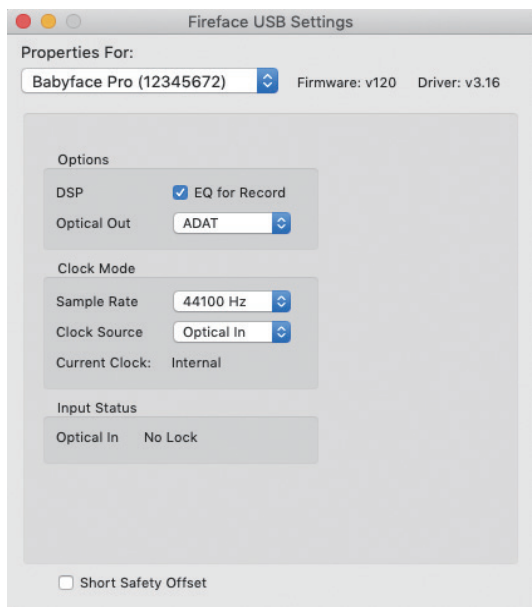 Fireface USB Settings
Properties For:
Babyface Pro (12345672) Firmware: v120 Driver: v3.16
Options
DSP EQ for Record
Optical Out ADAT
Clock Mode
Sample Rate 44100 Hz
Clock Source Optical In
Current Clock: Internal
Input Status
Optical In No Lock
Short Safety Offset